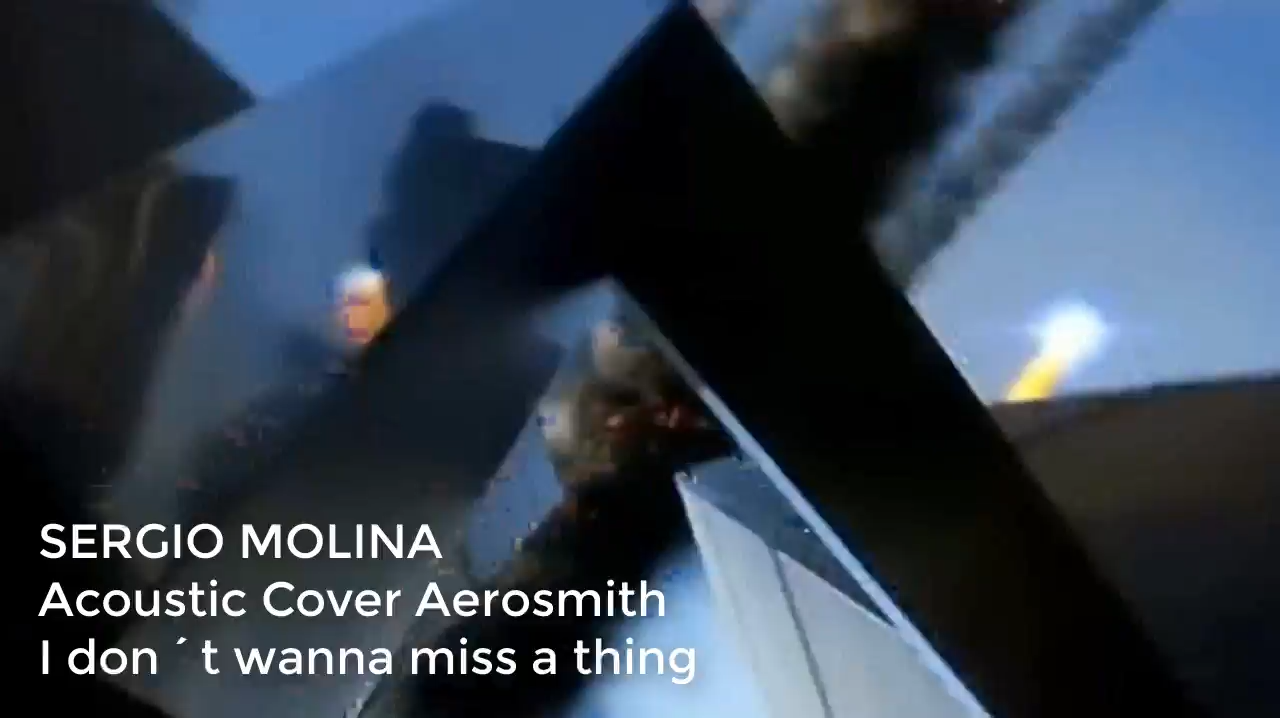 SERGIO MOLINA
Acoustic Cover Aerosmith
I don ´ t wanna miss a thing